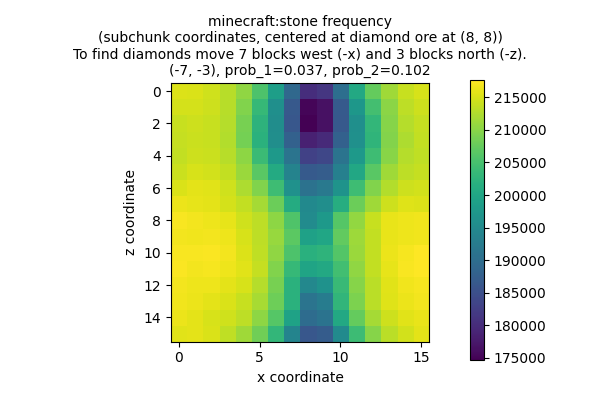 minecraft:stone frequency
(subchunk coordinates, centered at diamond ore at (8, 8))
To find diamonds move 7 blocks west (-x) and 3 blocks north (-z).
(-7, -3), prob_1=0.037, prob_2=0.102
z coordinate
0
2
4
6
8
10
12
14
0 5 10 15
x coordinate
215000
210000
205000
200000
195000
190000
185000
180000
175000